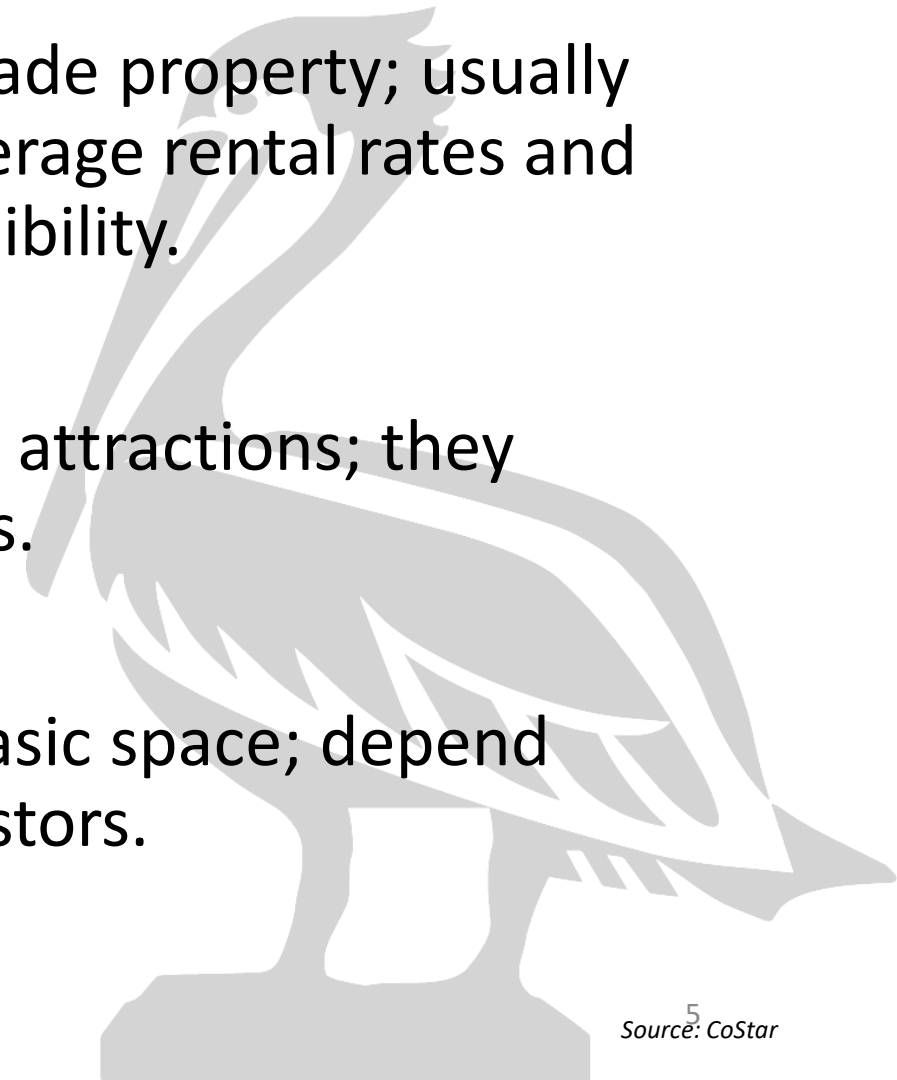 ade property; usually
erage rental rates and
ibility.
attractions; they
s.
asic space; depend
stors.
5
Source: CoStar